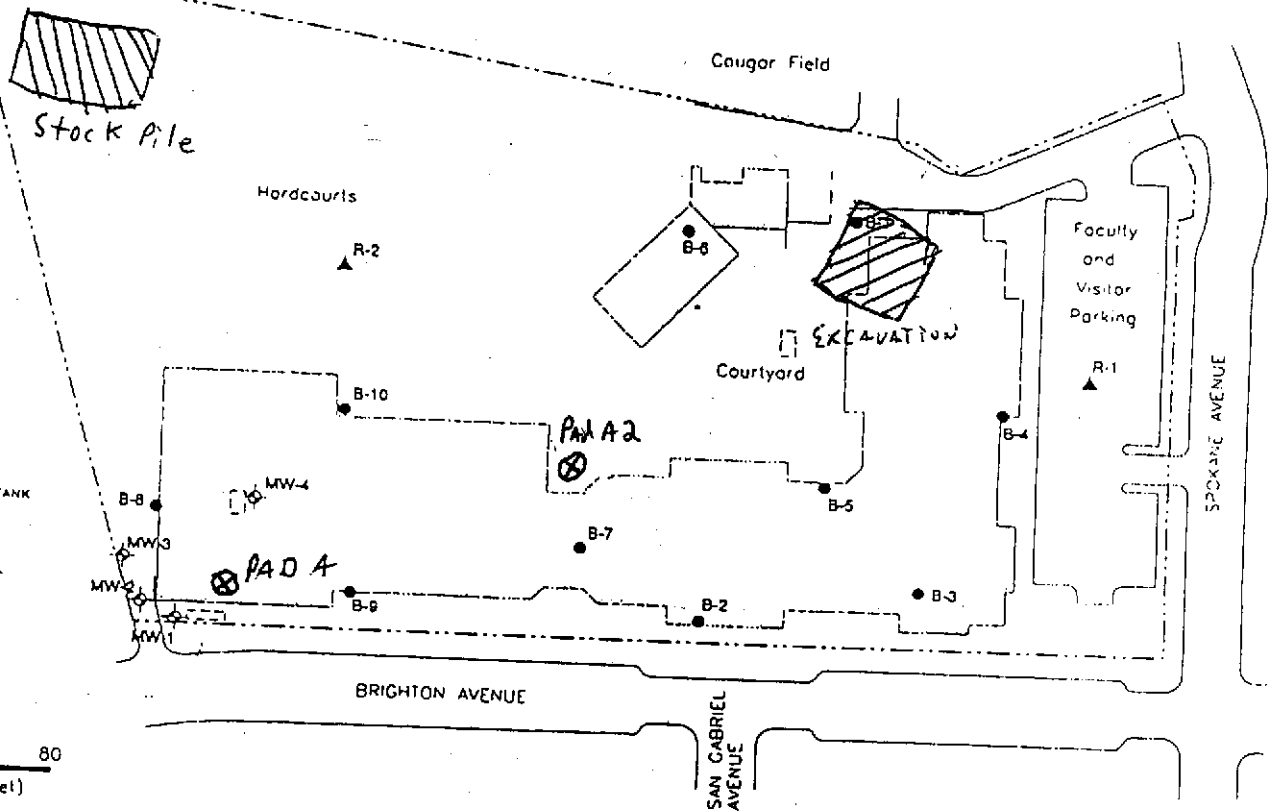 Cougar Field
Stock Pile
Hardcourts
R-2
B-6
Faculty
and
Visitor
Parking
EXCAVATION
Courtyard
R-1
B-10
B-4
PAd A2
SPOKANE AVENUE
TANK
MW-4
B-8
B-5
MW-3
B-7
PAD A
MW-2
B-9
B-3
B-2
MW-1
BRIGHTON AVENUE
SAN GABRIEL
AVENUE
80